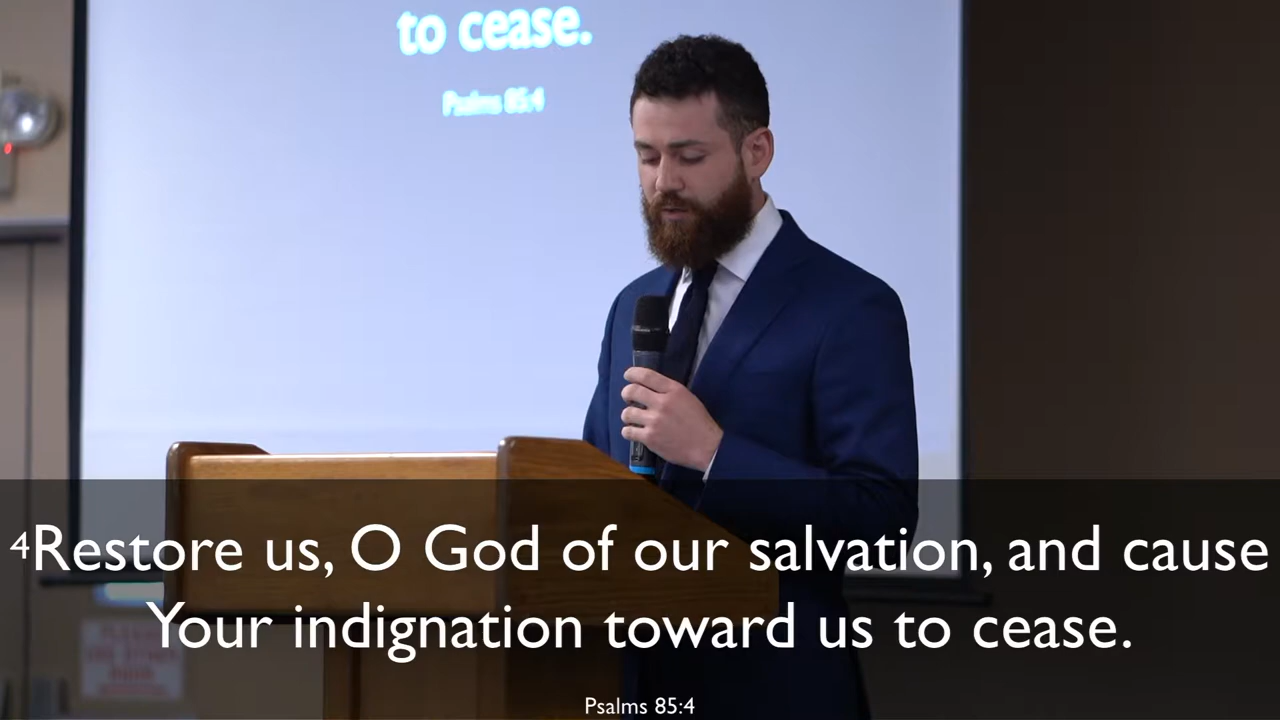 to cease.
Psalms 85:4
⁴Restore us, O God of our salvation, and cause
Your indignation toward us to cease.
Psalms 85:4